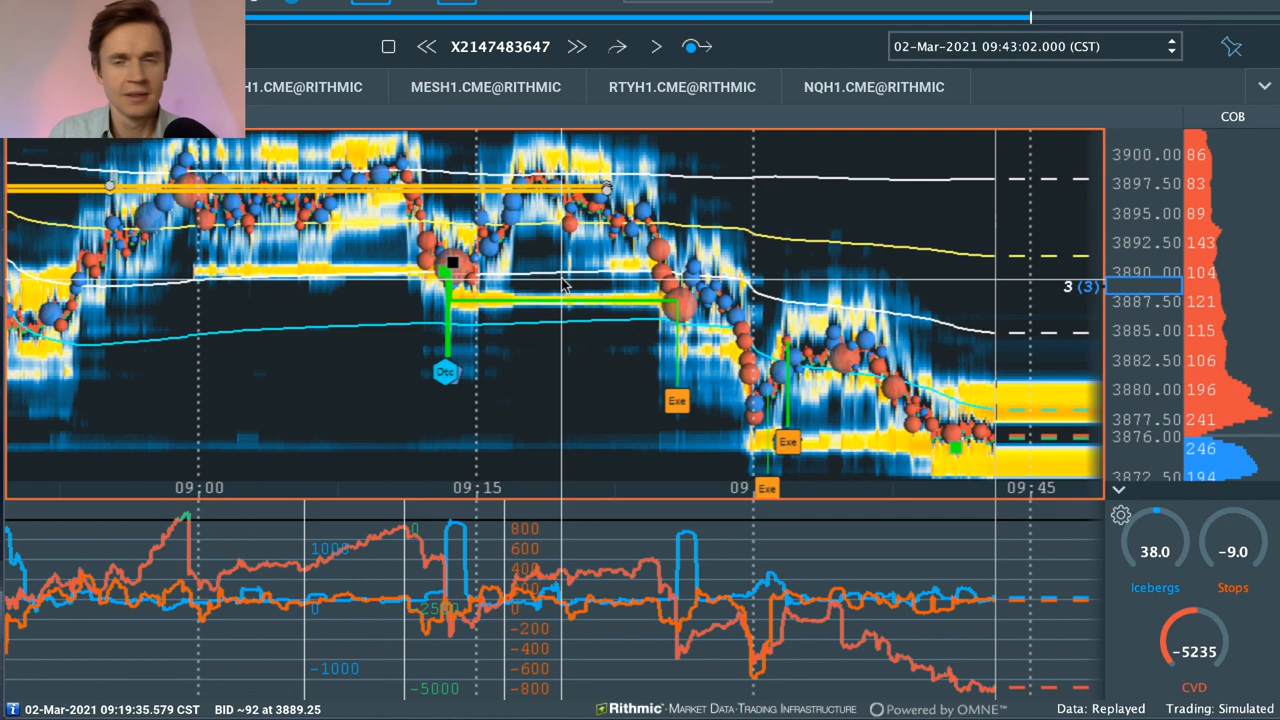 X2147483647
02-Mar-2021 09:43:02.000 (CST)
H1.CME@RITHMIC
MESH1.CME@RITHMIC
RTYH1.CME@RITHMIC
NQH1.CME@RITHMIC
COB
3900.00 86
3897.50 83
3895.00 89
3892.50 143
3890.00 104
3 (3)
3887.50 121
3885.00 115
3882.50 106
Dtc
3880.00 196
Exe
3877.50 241
3876.00
Exe
246
3872.50 194
09:00
09:15
09
Exe
09:45
0
800
1000
600
400
200
0
-2500
0
-200
-400
-1000
-600
-5000
-800
38.0
-9.0
Icebergs
Stops
-5235
CVD
02-Mar-2021 09:19:35.579 CST
BID ~92 at 3889.25
Rithmic · MARKET DATA · TRADING INFRASTRUCTURE
Powered by OMNE™
Data: Replayed
Trading: Simulated